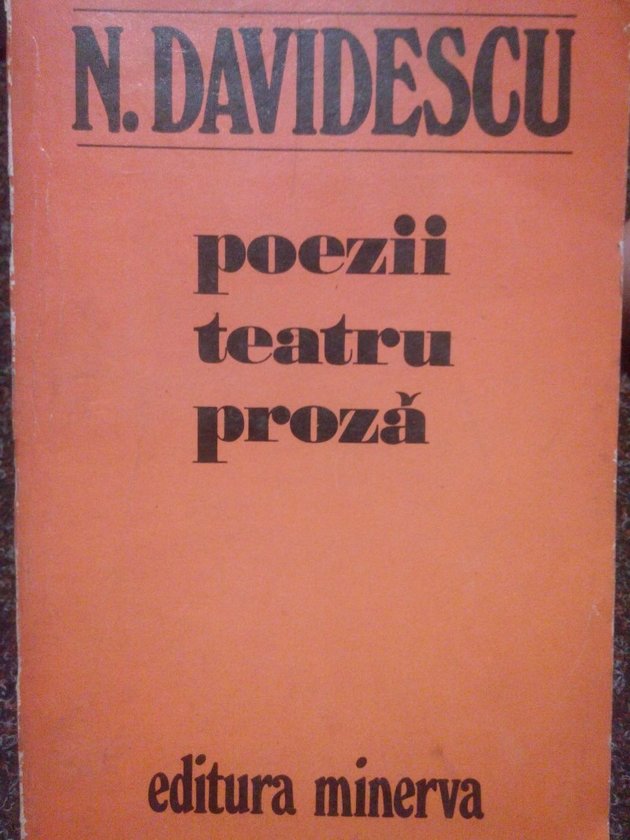 N. DAVIDESCU
poezii
teatru
proză
editura minerva